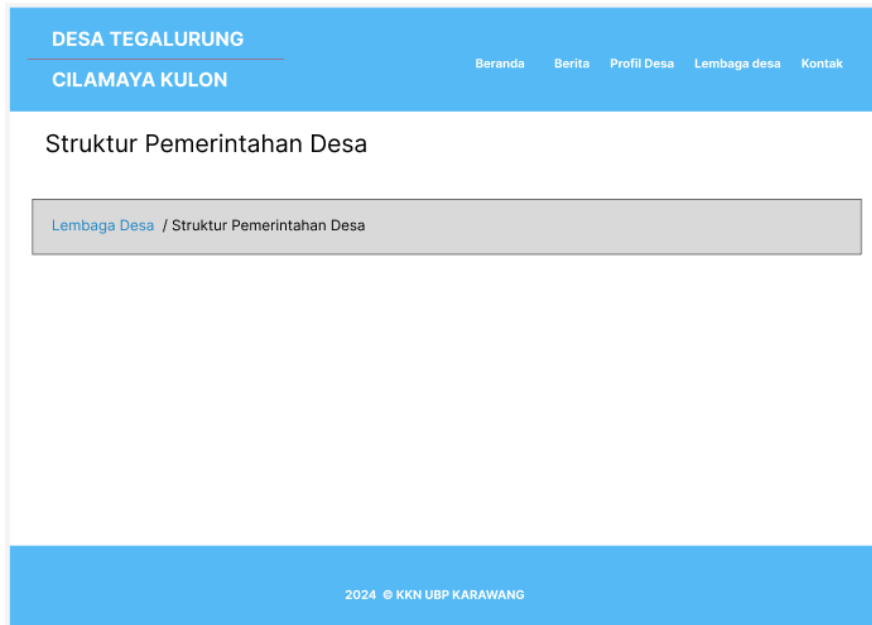 DESA TEGALURUNG
CILAMAYA KULON
Beranda Berita Profil Desa Lembaga desa Kontak
Struktur Pemerintahan Desa
Lembaga Desa / Struktur Pemerintahan Desa
2024 © KKN UBP KARAWANG